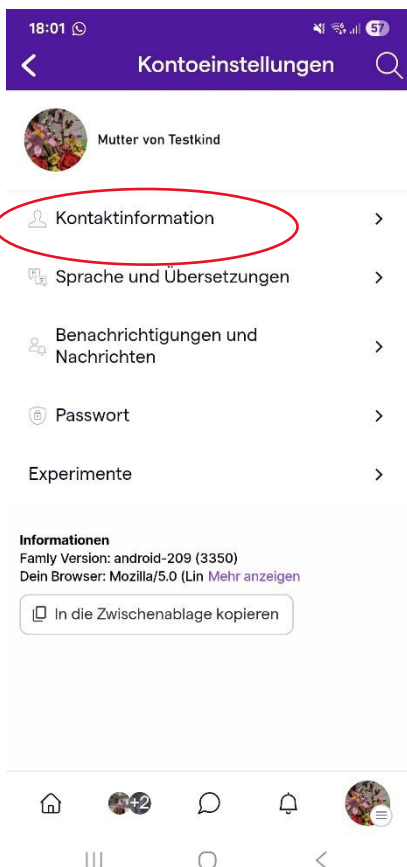 18:01 57
Kontoeinstellungen
Mutter von Testkind
Kontaktinformation
Sprache und Übersetzungen
Benachrichtigungen und
Nachrichten
Passwort
Experimente
Informationen
Famly Version: android-209 (3350)
Dein Browser: Mozilla/5.0 (Lin Mehr anzeigen
In die Zwischenablage kopieren
+2